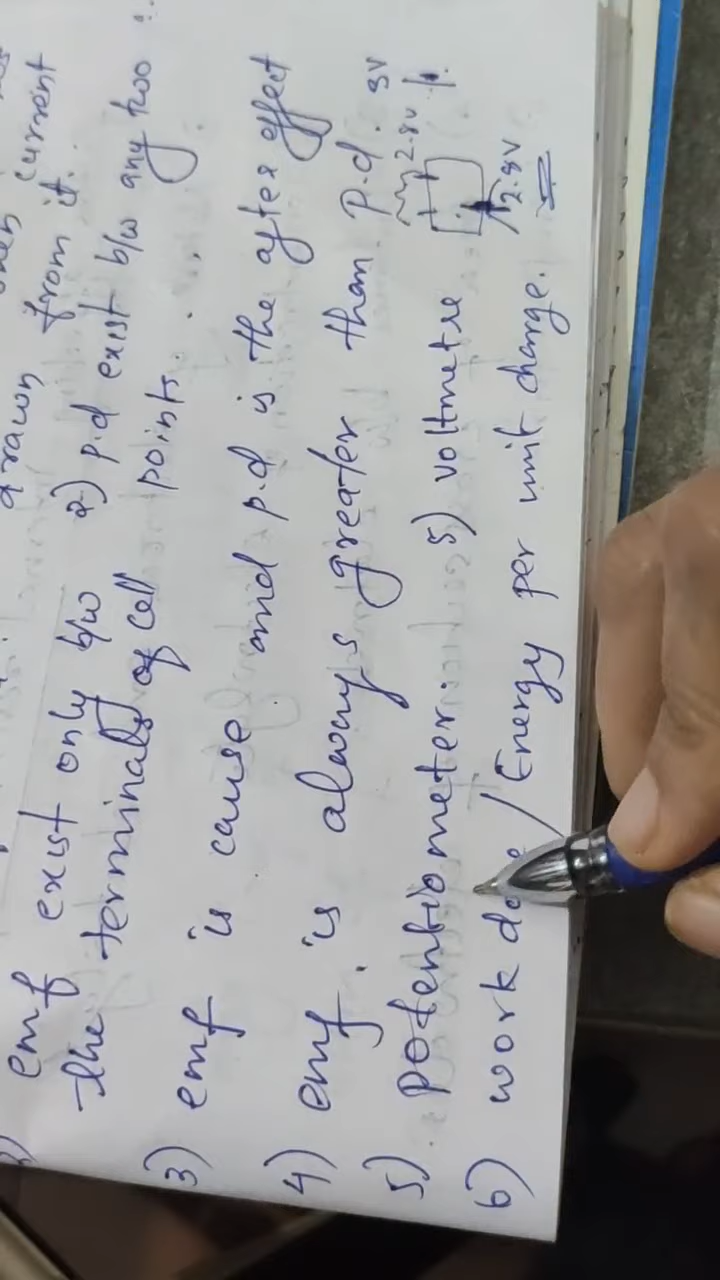 current
drawn from it.
emf exist only b/w 2) p.d exist b/w any two
the terminals of cell points.
3) emf is cause and p.d is the after effect
4) emf is always greater than p.d. 3V
2.8V
5) potentiometer. 5) voltmetre
2.8V
6) work done / Energy per unit charge.